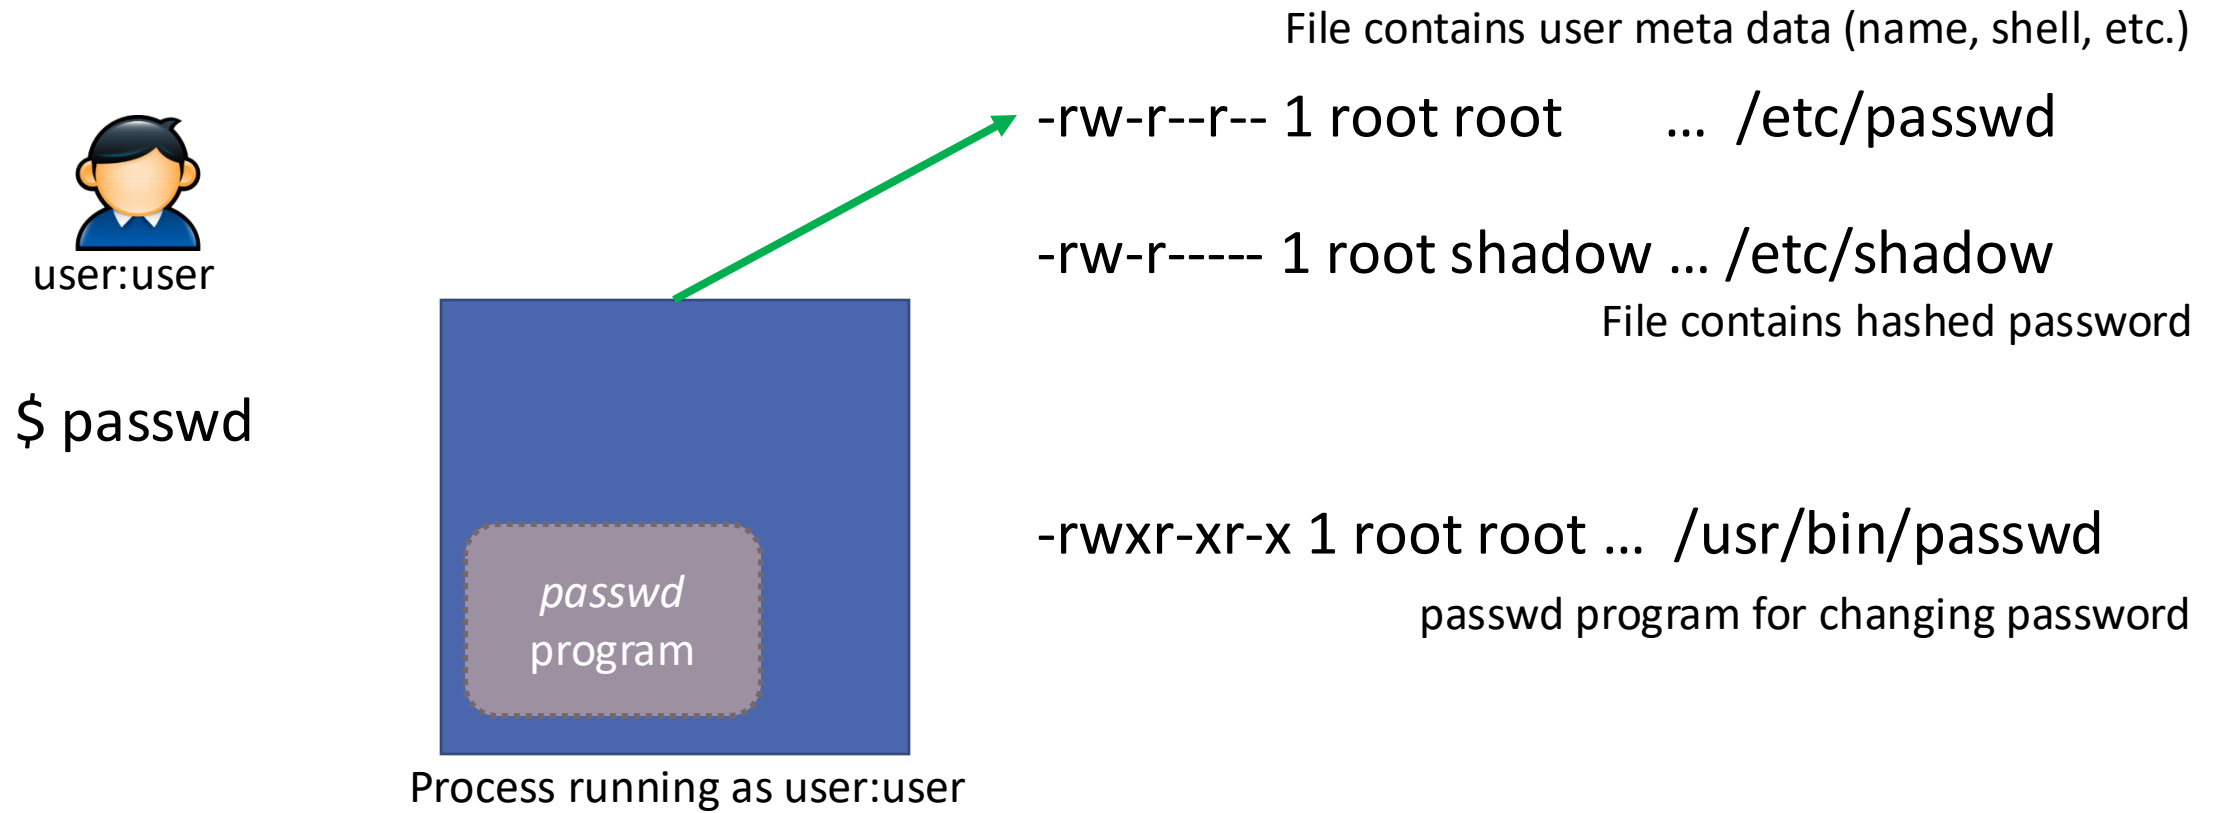 File contains user meta data (name, shell, etc.)
-rw-r--r-- 1 root root … /etc/passwd
-rw-r----- 1 root shadow … /etc/shadow
File contains hashed password
user:user
$ passwd
-rwxr-xr-x 1 root root … /usr/bin/passwd
passwd program for changing password
passwd
program
Process running as user:user